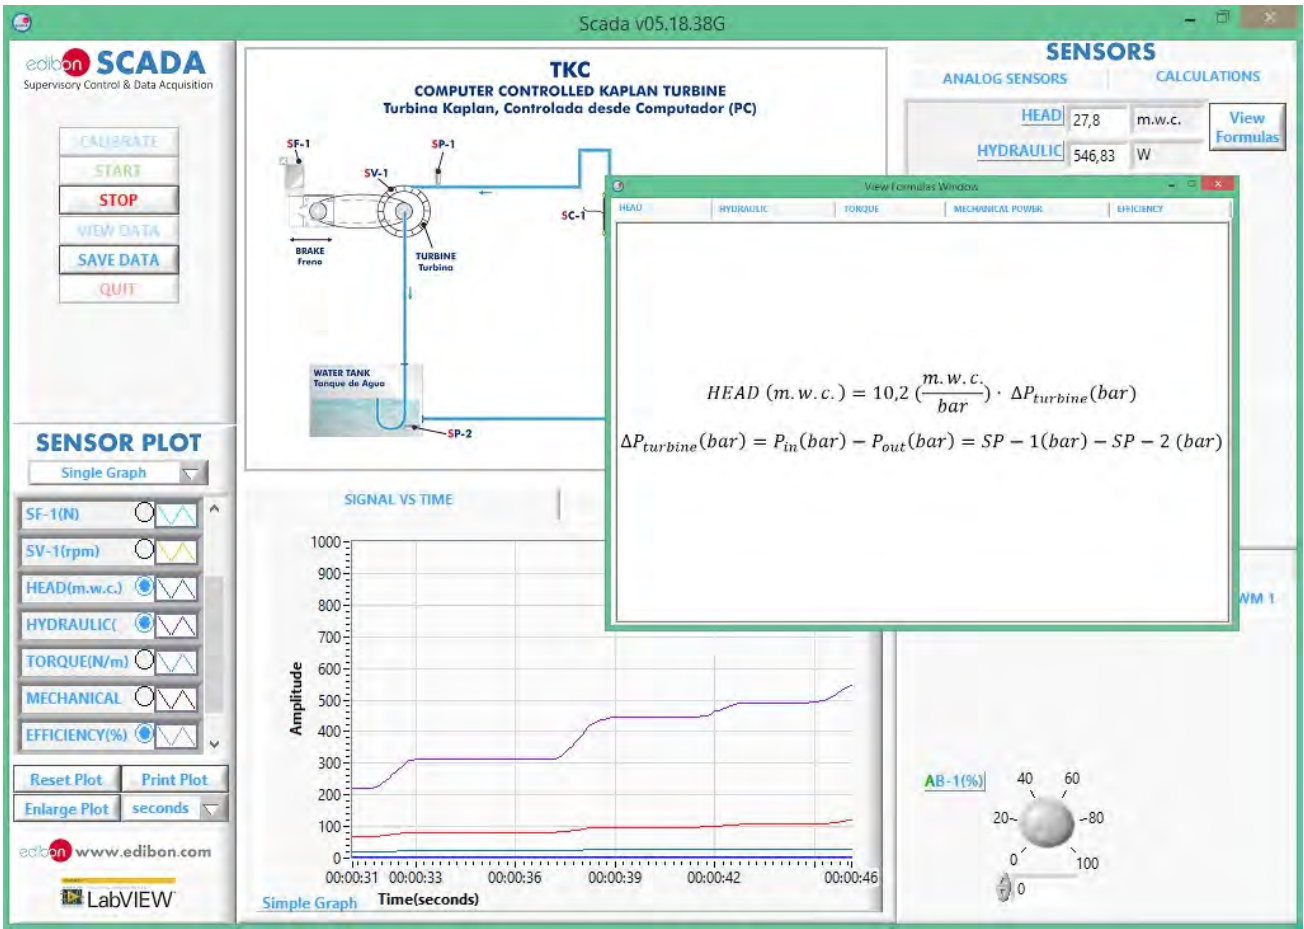 Scada v05.18.38G
edibon SCADA
Supervisory Control & Data Acquisition
CALIBRATE
START
STOP
VIEW DATA
SAVE DATA
QUIT
TKC
COMPUTER CONTROLLED KAPLAN TURBINE
Turbina Kaplan, Controlada desde Computador (PC)
SF-1
SP-1
SV-1
SC-1
BRAKE
Freno
TURBINE
Turbina
WATER TANK
Tanque de Agua
SP-2
SENSORS
ANALOG SENSORS
CALCULATIONS
HEAD 27,8 m.w.c.
View
Formulas
HYDRAULIC 546,83 W
View Formulas Window
HEAD HYDRAULIC TORQUE MECHANICAL POWER EFFICIENCY
HEAD (m.w.c.) = 10,2 (m.w.c./bar) · ΔPturbine(bar)
ΔPturbine(bar) = Pin(bar) − Pout(bar) = SP − 1(bar) − SP − 2 (bar)
SENSOR PLOT
Single Graph
SF-1(N)
SV-1(rpm)
HEAD(m.w.c.)
HYDRAULIC(
TORQUE(N/m)
MECHANICAL
EFFICIENCY(%)
Reset Plot
Print Plot
Enlarge Plot
seconds
edibon www.edibon.com
LabVIEW
SIGNAL VS TIME
1000
900
800
700
600
500
400
300
200
100
0
Amplitude
00:00:31 00:00:33 00:00:36 00:00:39 00:00:42 00:00:46
Simple Graph
Time(seconds)
WM 1
AB-1(%)
0 20 40 60 80 100
0